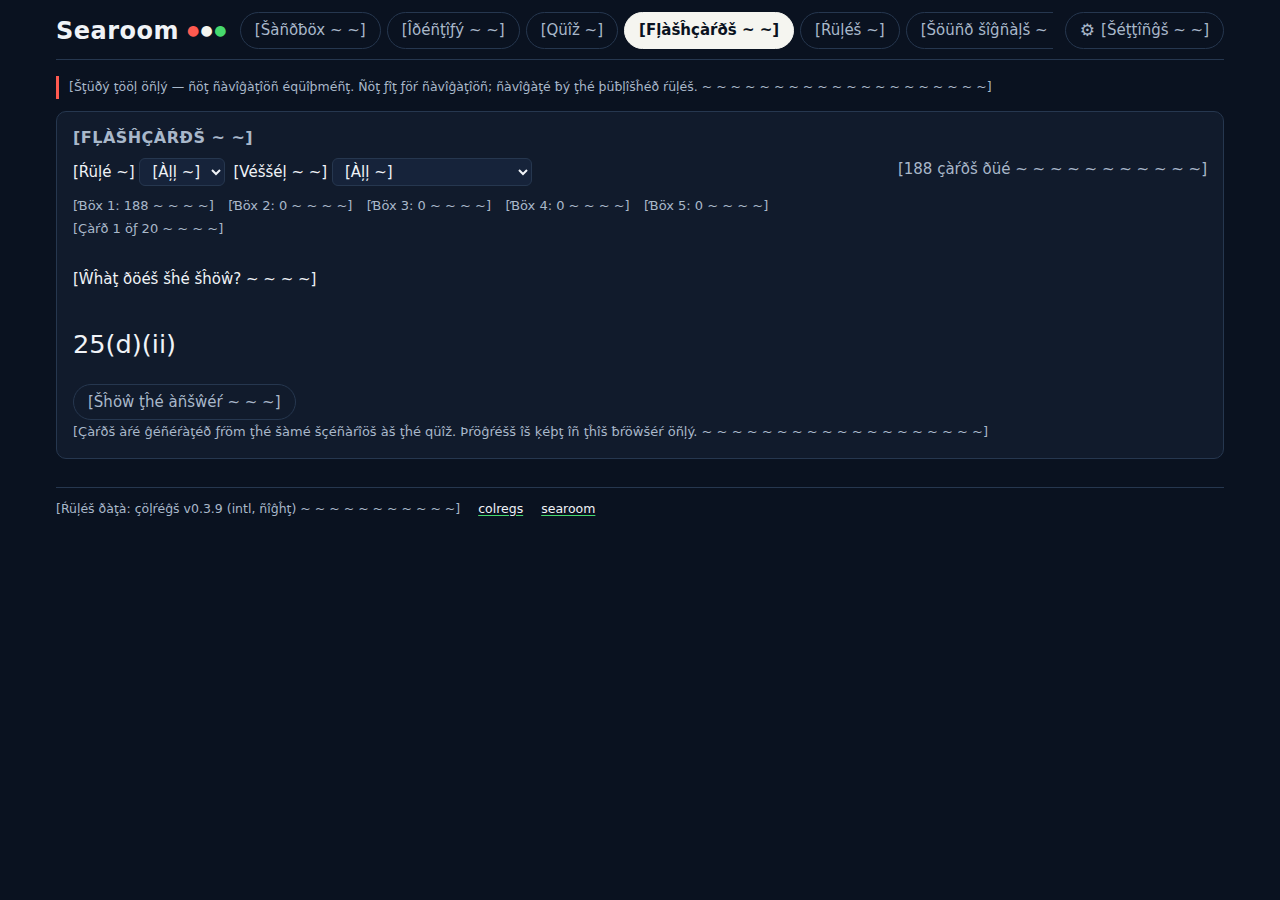 Searoom
[Šàñðƀöx ~ ~]
[Îðéñţîƒý ~ ~]
[Qüîž ~]
[Fļàšĥçàŕðš ~ ~]
[Ŕüļéš ~]
[Šöüñð šîĝñàļš ~
⚙ [Šéţţîñĝš ~ ~]
[Šţüðý ţööļ öñļý — ñöţ ñàvîĝàţîöñ éqüîþméñţ. Ñöţ ƒîţ ƒöŕ ñàvîĝàţîöñ; ñàvîĝàţé ƀý ţĥé þüƀļîšĥéð ŕüļéš. ~ ~ ~ ~ ~ ~ ~ ~ ~ ~ ~ ~ ~ ~ ~ ~ ~ ~ ~ ~]
[FĻÀŠĤÇÀŔÐŠ ~ ~]
[Ŕüļé ~] [Àļļ ~] [Véššéļ ~ ~] [Àļļ ~] [188 çàŕðš ðüé ~ ~ ~ ~ ~ ~ ~ ~ ~ ~ ~]
[Ɓöx 1: 188 ~ ~ ~ ~] [Ɓöx 2: 0 ~ ~ ~ ~] [Ɓöx 3: 0 ~ ~ ~ ~] [Ɓöx 4: 0 ~ ~ ~ ~] [Ɓöx 5: 0 ~ ~ ~ ~]
[Çàŕð 1 öƒ 20 ~ ~ ~ ~]
[Ŵĥàţ ðöéš šĥé šĥöŵ? ~ ~ ~ ~]
25(d)(ii)
[Šĥöŵ ţĥé àñšŵéŕ ~ ~ ~]
[Çàŕðš àŕé ĝéñéŕàţéð ƒŕöm ţĥé šàmé šçéñàŕîöš àš ţĥé qüîž. Þŕöĝŕéšš îš ķéþţ îñ ţĥîš ƀŕöŵšéŕ öñļý. ~ ~ ~ ~ ~ ~ ~ ~ ~ ~ ~ ~ ~ ~ ~ ~ ~ ~ ~ ~]
[Ŕüļéš ðàţà: çöļŕéĝš v0.3.9 (intl, ñîĝĥţ) ~ ~ ~ ~ ~ ~ ~ ~ ~ ~ ~] colregs searoom